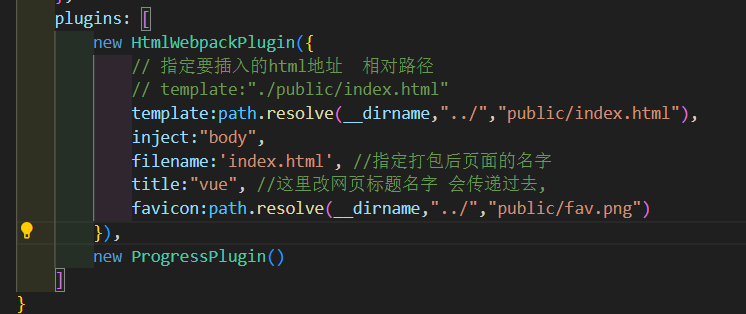 },
plugins: [
new HtmlWebpackPlugin({
// 指定要插入的html地址  相对路径
// template:"./public/index.html"
template:path.resolve(__dirname,"../","public/index.html"),
inject:"body",
filename:'index.html', //指定打包后页面的名字
title:"vue", //这里改网页标题名字 会传递过去,
favicon:path.resolve(__dirname,"../","public/fav.png")
}),
new ProgressPlugin()
]
}